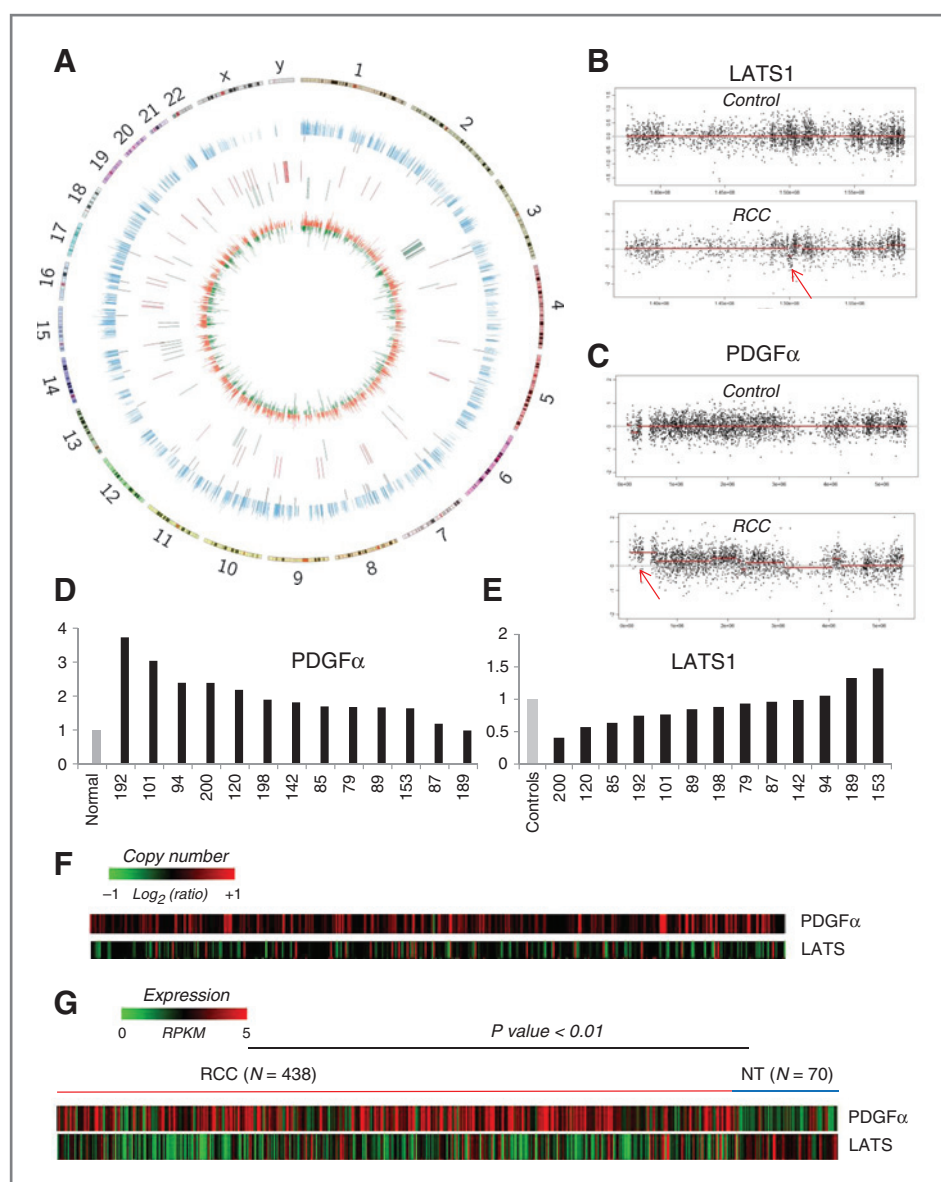 A
1
2
3
4
5
6
7
8
9
10
11
12
13
14
15
16
17
18
19
20
21
22
x
y
B
LATS1
Control
RCC
C
PDGFα
Control
RCC
D
PDGFα
4
3
2
1
0
Normal
192
101
94
200
120
198
142
85
79
89
153
87
189
E
LATS1
2
1.5
1
0.5
0
Controls
200
120
85
192
101
89
198
79
87
142
94
189
153
F
Copy number
−1 Log2 (ratio) +1
PDGFα
LATS
G
Expression
0 RPKM 5
P value < 0.01
RCC (N = 438) NT (N = 70)
PDGFα
LATS